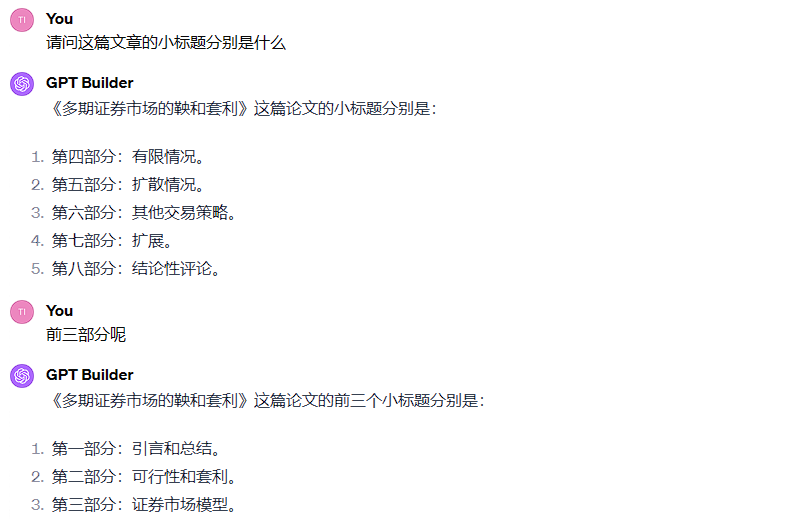 TI
You
请问这篇文章的小标题分别是什么
GPT Builder
《多期证券市场的鞅和套利》这篇论文的小标题分别是：
1. 第四部分：有限情况。
2. 第五部分：扩散情况。
3. 第六部分：其他交易策略。
4. 第七部分：扩展。
5. 第八部分：结论性评论。
TI
You
前三部分呢
GPT Builder
《多期证券市场的鞅和套利》这篇论文的前三个小标题分别是：
1. 第一部分：引言和总结。
2. 第二部分：可行性和套利。
3. 第三部分：证券市场模型。